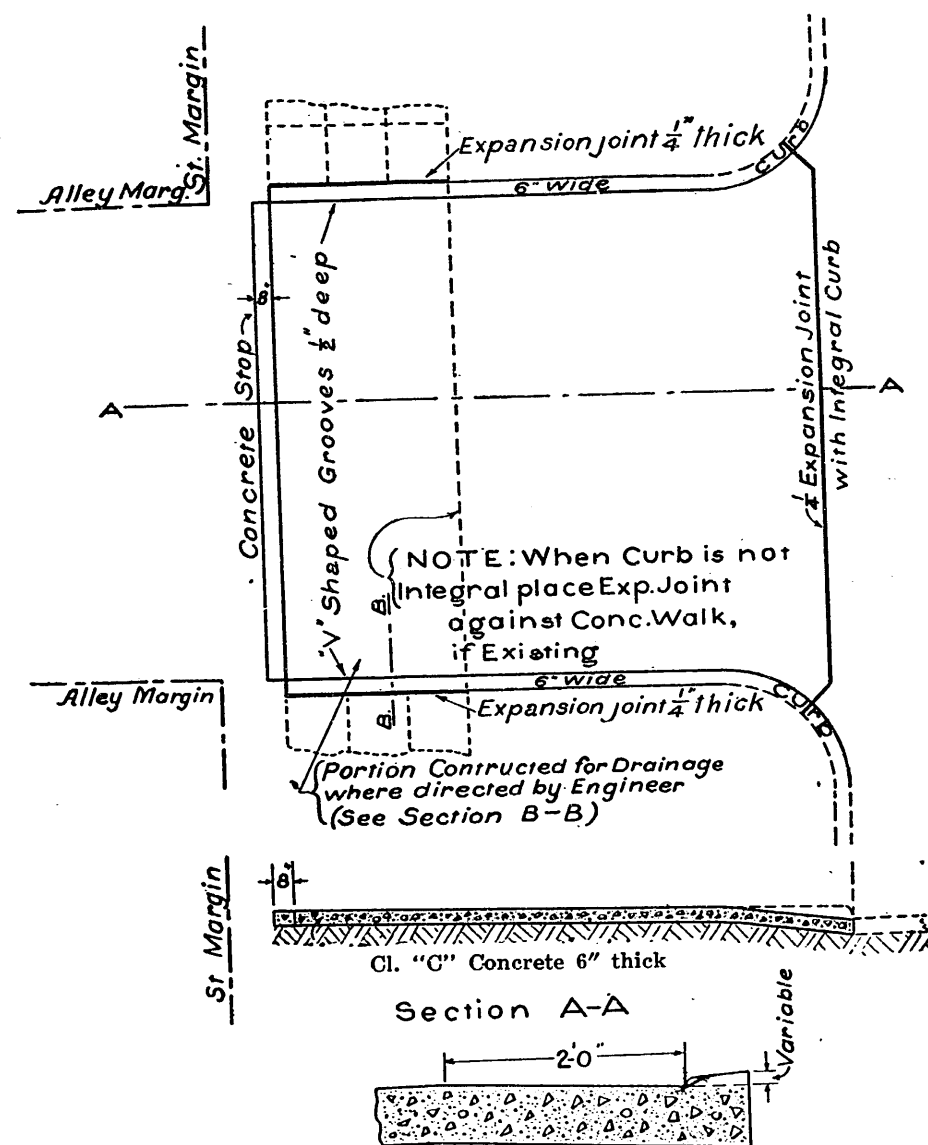 St. Margin
Alley Marg.
Expansion joint 1/4" thick
Curb
6" wide
8"
Concrete Stop
"V" Shaped Grooves 1/2" deep
1/4 Expansion Joint
with Integral Curb
A
A
NOTE: When Curb is not
Integral place Exp. Joint
against Conc. Walk,
if Existing
B.
B.
6" wide
Curb
Alley Margin
Expansion joint 1/4" thick
Portion Contructed for Drainage
where directed by Engineer
(See Section B-B)
St Margin
8"
Cl. "C" Concrete 6" thick
Section A-A
2'0"
Variable